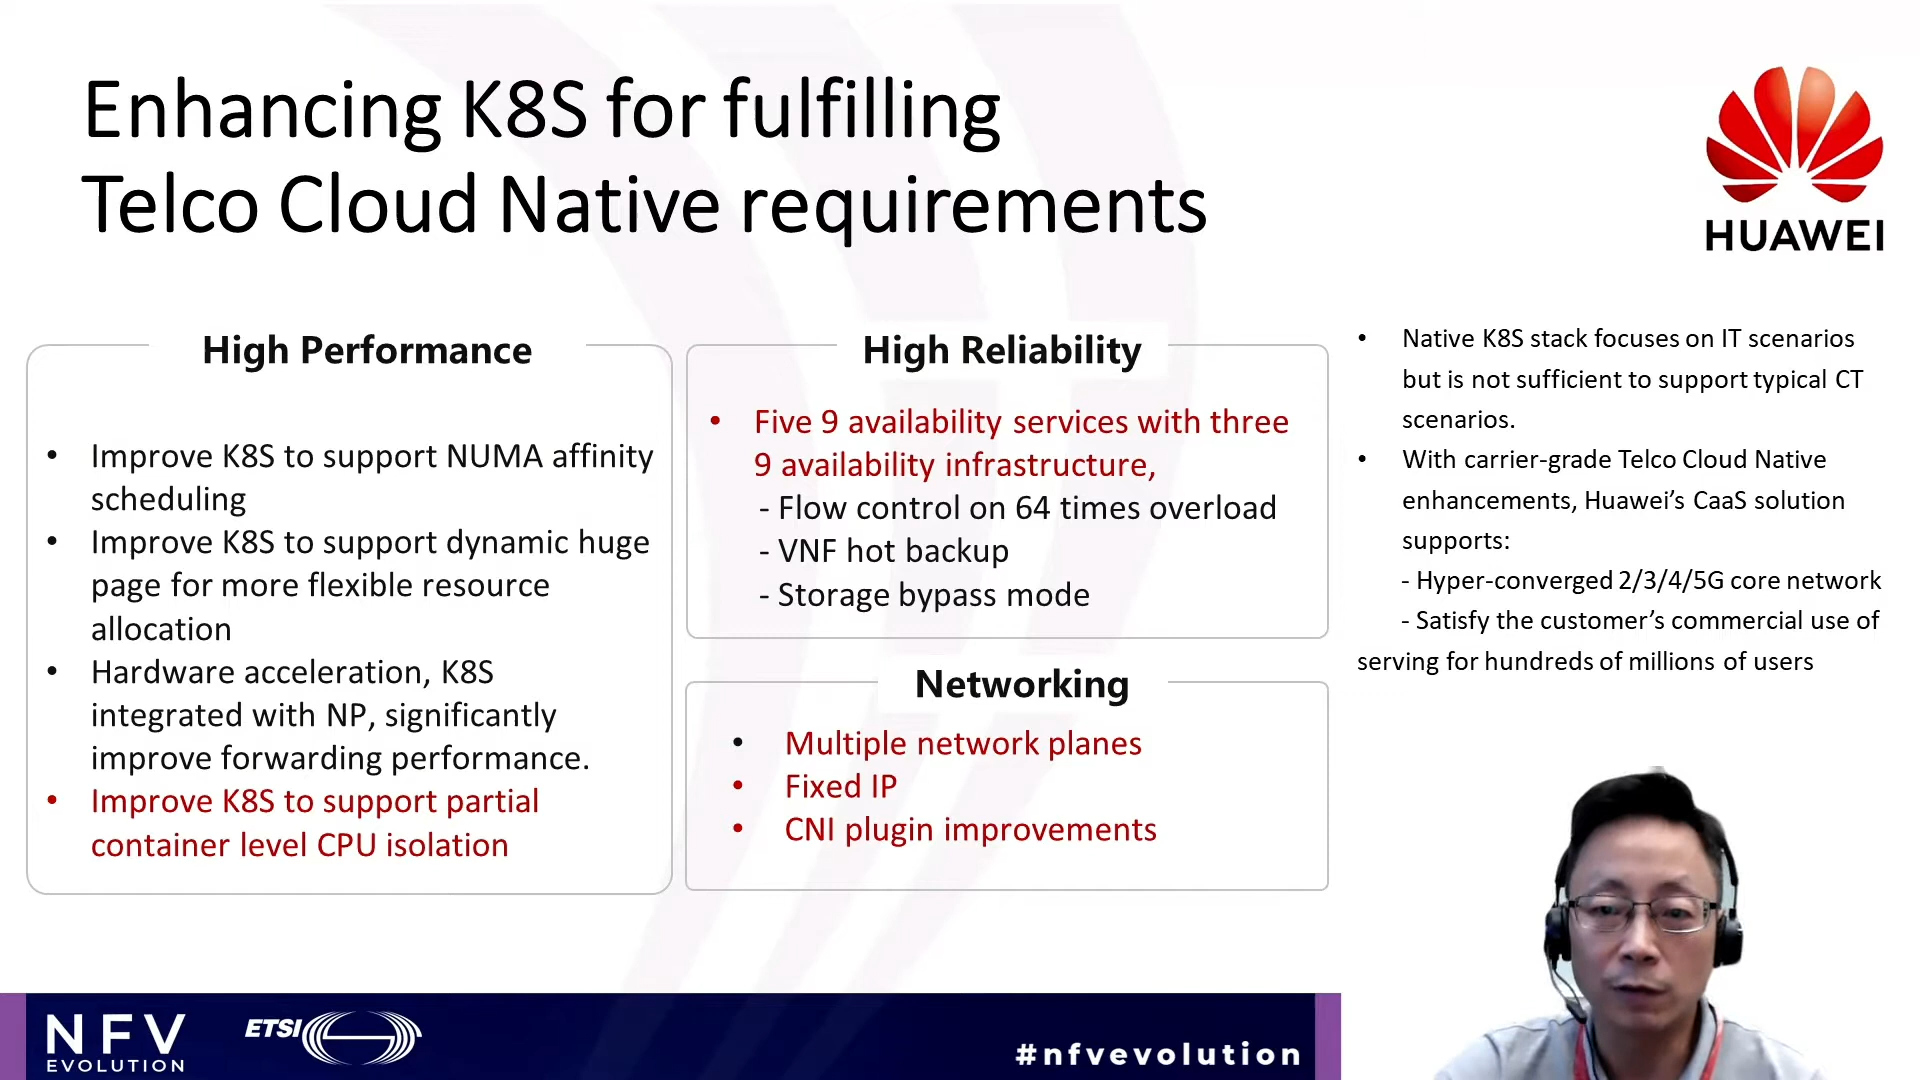 Enhancing K8S for fulfilling
Telco Cloud Native requirements
HUAWEI
High Performance
• Improve K8S to support NUMA affinity
scheduling
• Improve K8S to support dynamic huge
page for more flexible resource
allocation
• Hardware acceleration, K8S
integrated with NP, significantly
improve forwarding performance.
• Improve K8S to support partial
container level CPU isolation
High Reliability
• Five 9 availability services with three
9 availability infrastructure,
- Flow control on 64 times overload
- VNF hot backup
- Storage bypass mode
Networking
• Multiple network planes
• Fixed IP
• CNI plugin improvements
• Native K8S stack focuses on IT scenarios
but is not sufficient to support typical CT
scenarios.
• With carrier-grade Telco Cloud Native
enhancements, Huawei’s CaaS solution
supports:
- Hyper-converged 2/3/4/5G core network
- Satisfy the customer’s commercial use of
serving for hundreds of millions of users
NFV
EVOLUTION
ETSI
#nfvevolution